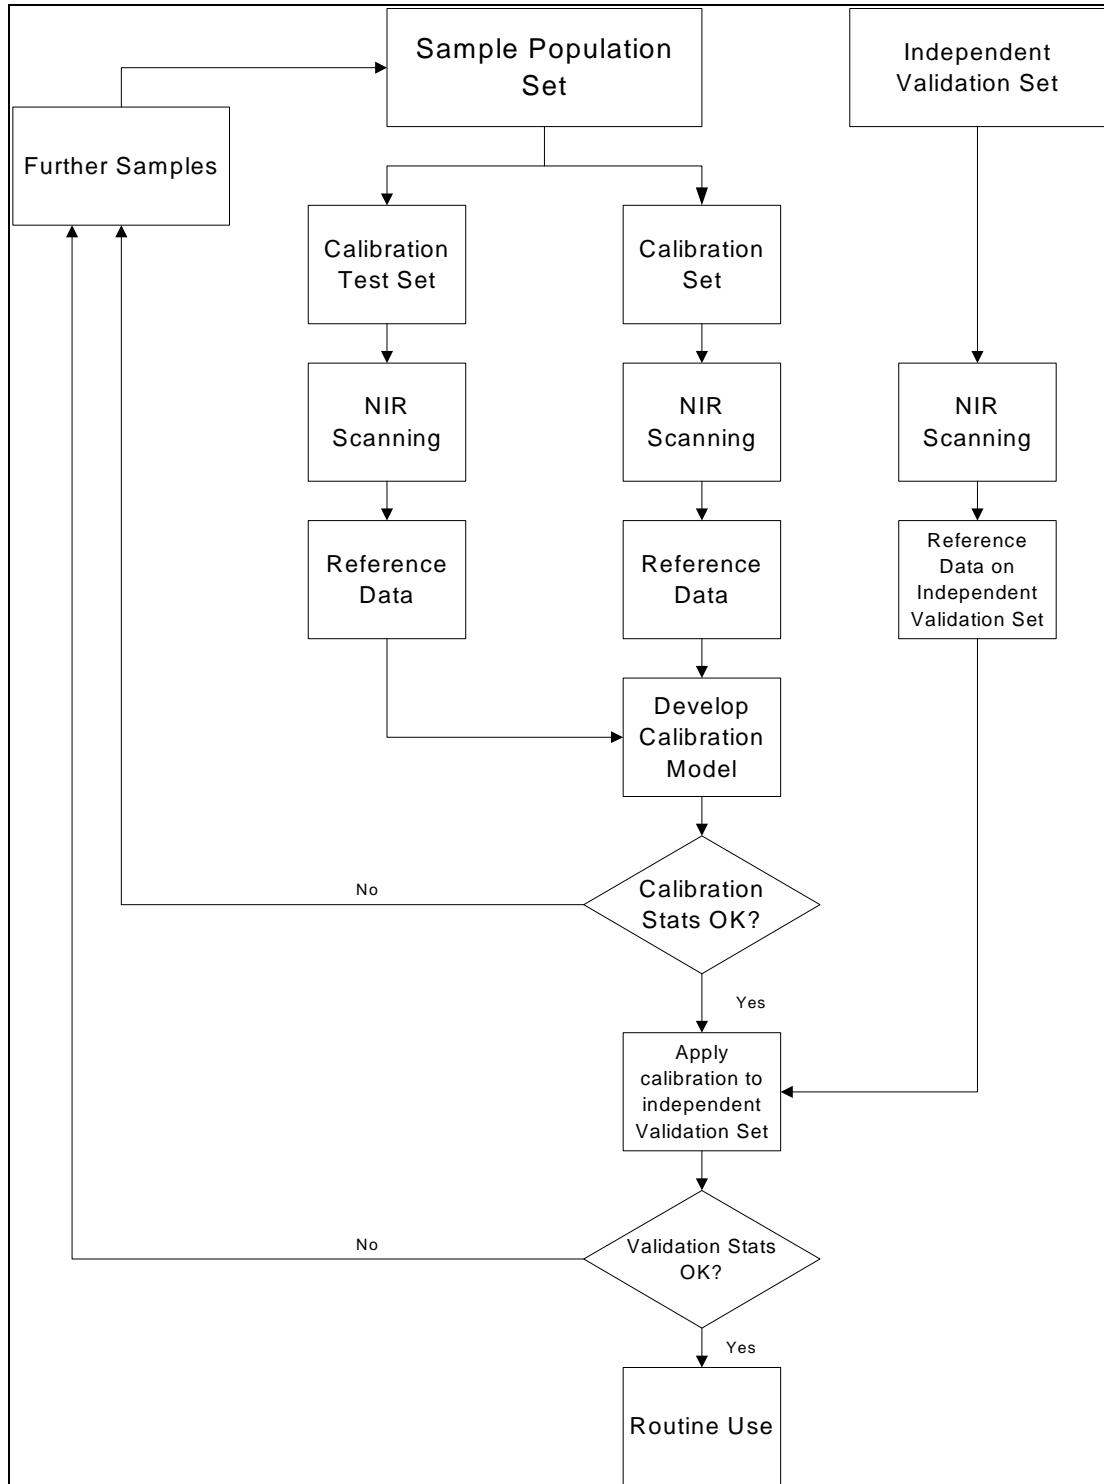 Sample Population
Set
Independent
Validation Set
Further Samples
Calibration
Test Set
Calibration
Set
NIR
Scanning
NIR
Scanning
NIR
Scanning
Reference
Data
Reference
Data
Reference
Data on
Independent
Validation Set
Develop
Calibration
Model
No
Calibration
Stats OK?
Yes
Apply
calibration to
independent
Validation Set
No
Validation Stats
OK?
Yes
Routine Use